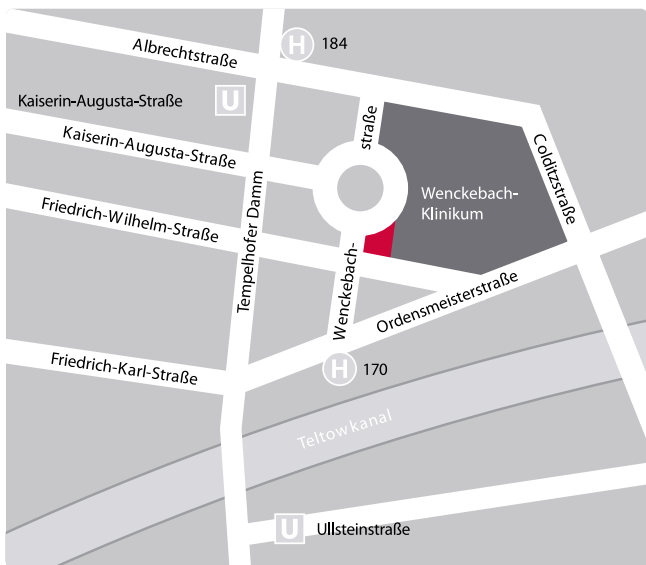 Albrechtstraße
H 184
Kaiserin-Augusta-Straße U
Kaiserin-Augusta-Straße
straße
Colditzstraße
Wenckebach-
Klinikum
Friedrich-Wilhelm-Straße
Tempelhofer Damm
Wenckebach-
Ordensmeisterstraße
Friedrich-Karl-Straße
H 170
Teltowkanal
U Ullsteinstraße